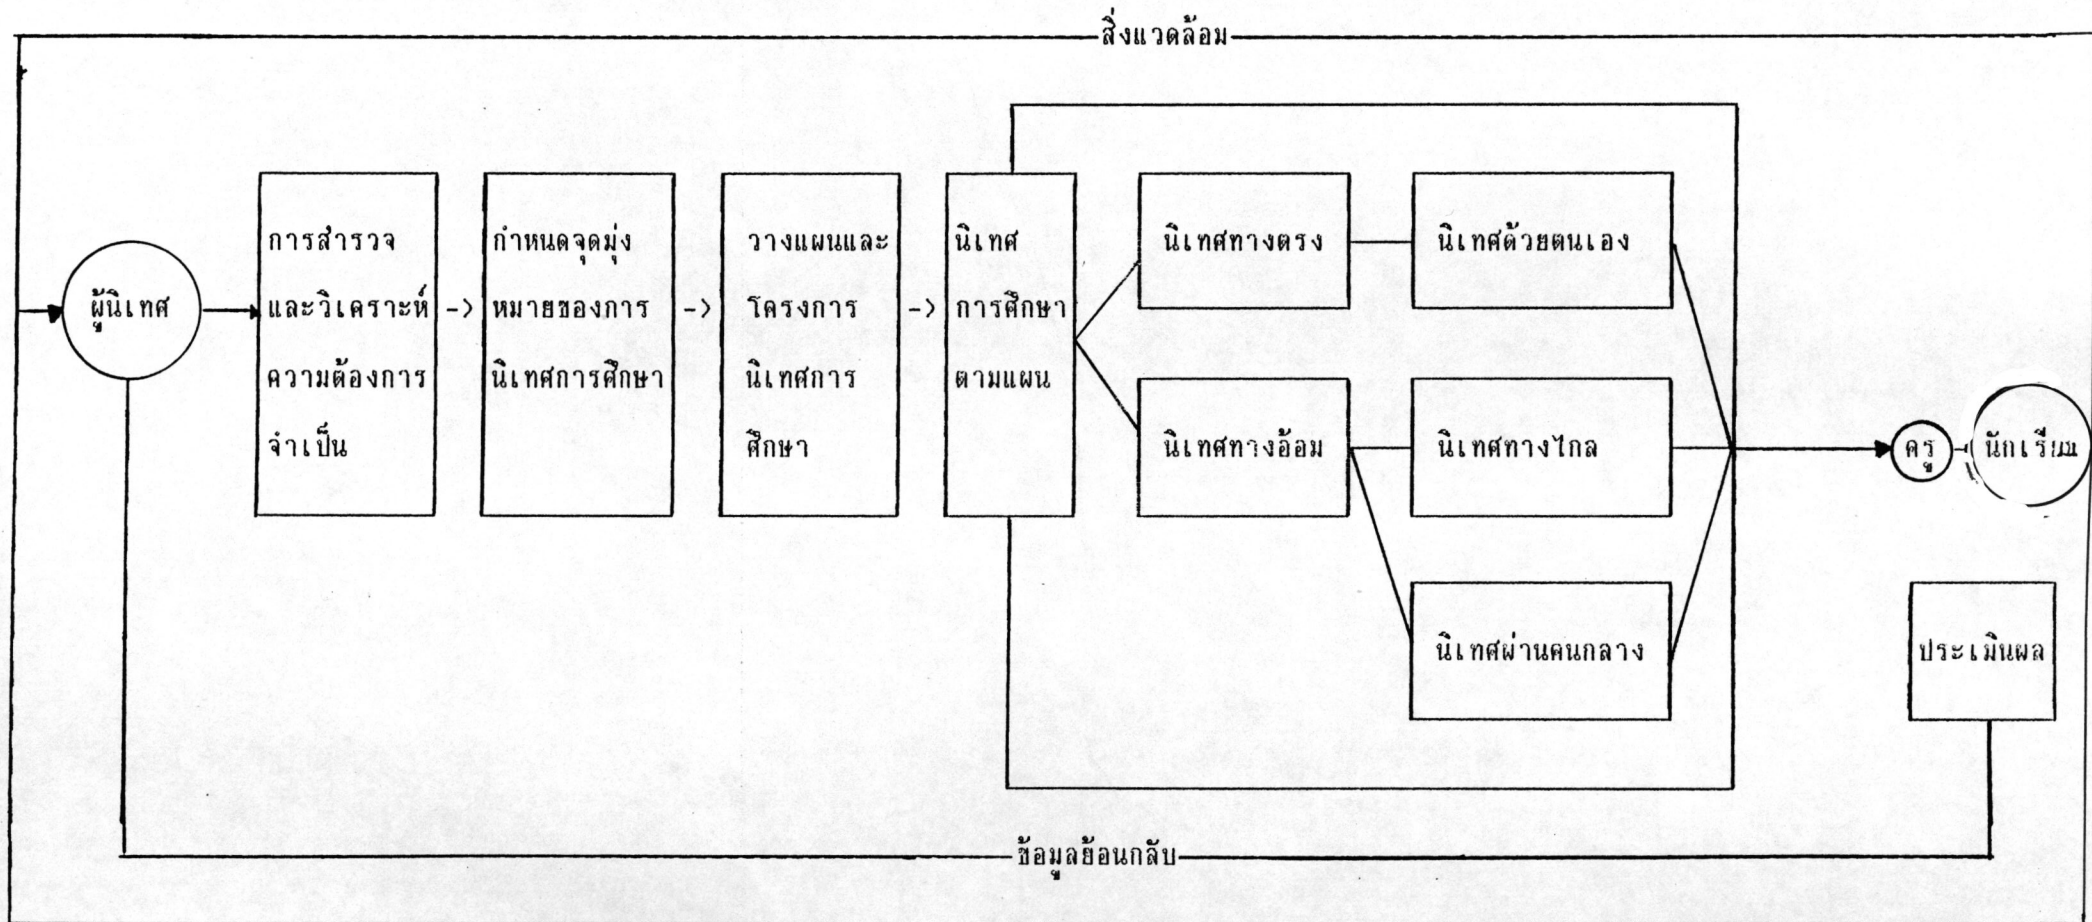 สิ่งแวดล้อม
ผู้นิเทศ
การสำรวจ
และวิเคราะห์
ความต้องการ
จำเป็น
->
กำหนดจุดมุ่ง
หมายของการ
นิเทศการศึกษา
->
วางแผนและ
โครงการ
นิเทศการ
ศึกษา
->
นิเทศ
การศึกษา
ตามแผน
นิเทศทางตรง
นิเทศด้วยตนเอง
นิเทศทางอ้อม
นิเทศทางไกล
นิเทศผ่านคนกลาง
ครู
นักเรียน
ประเมินผล
ข้อมูลย้อนกลับ